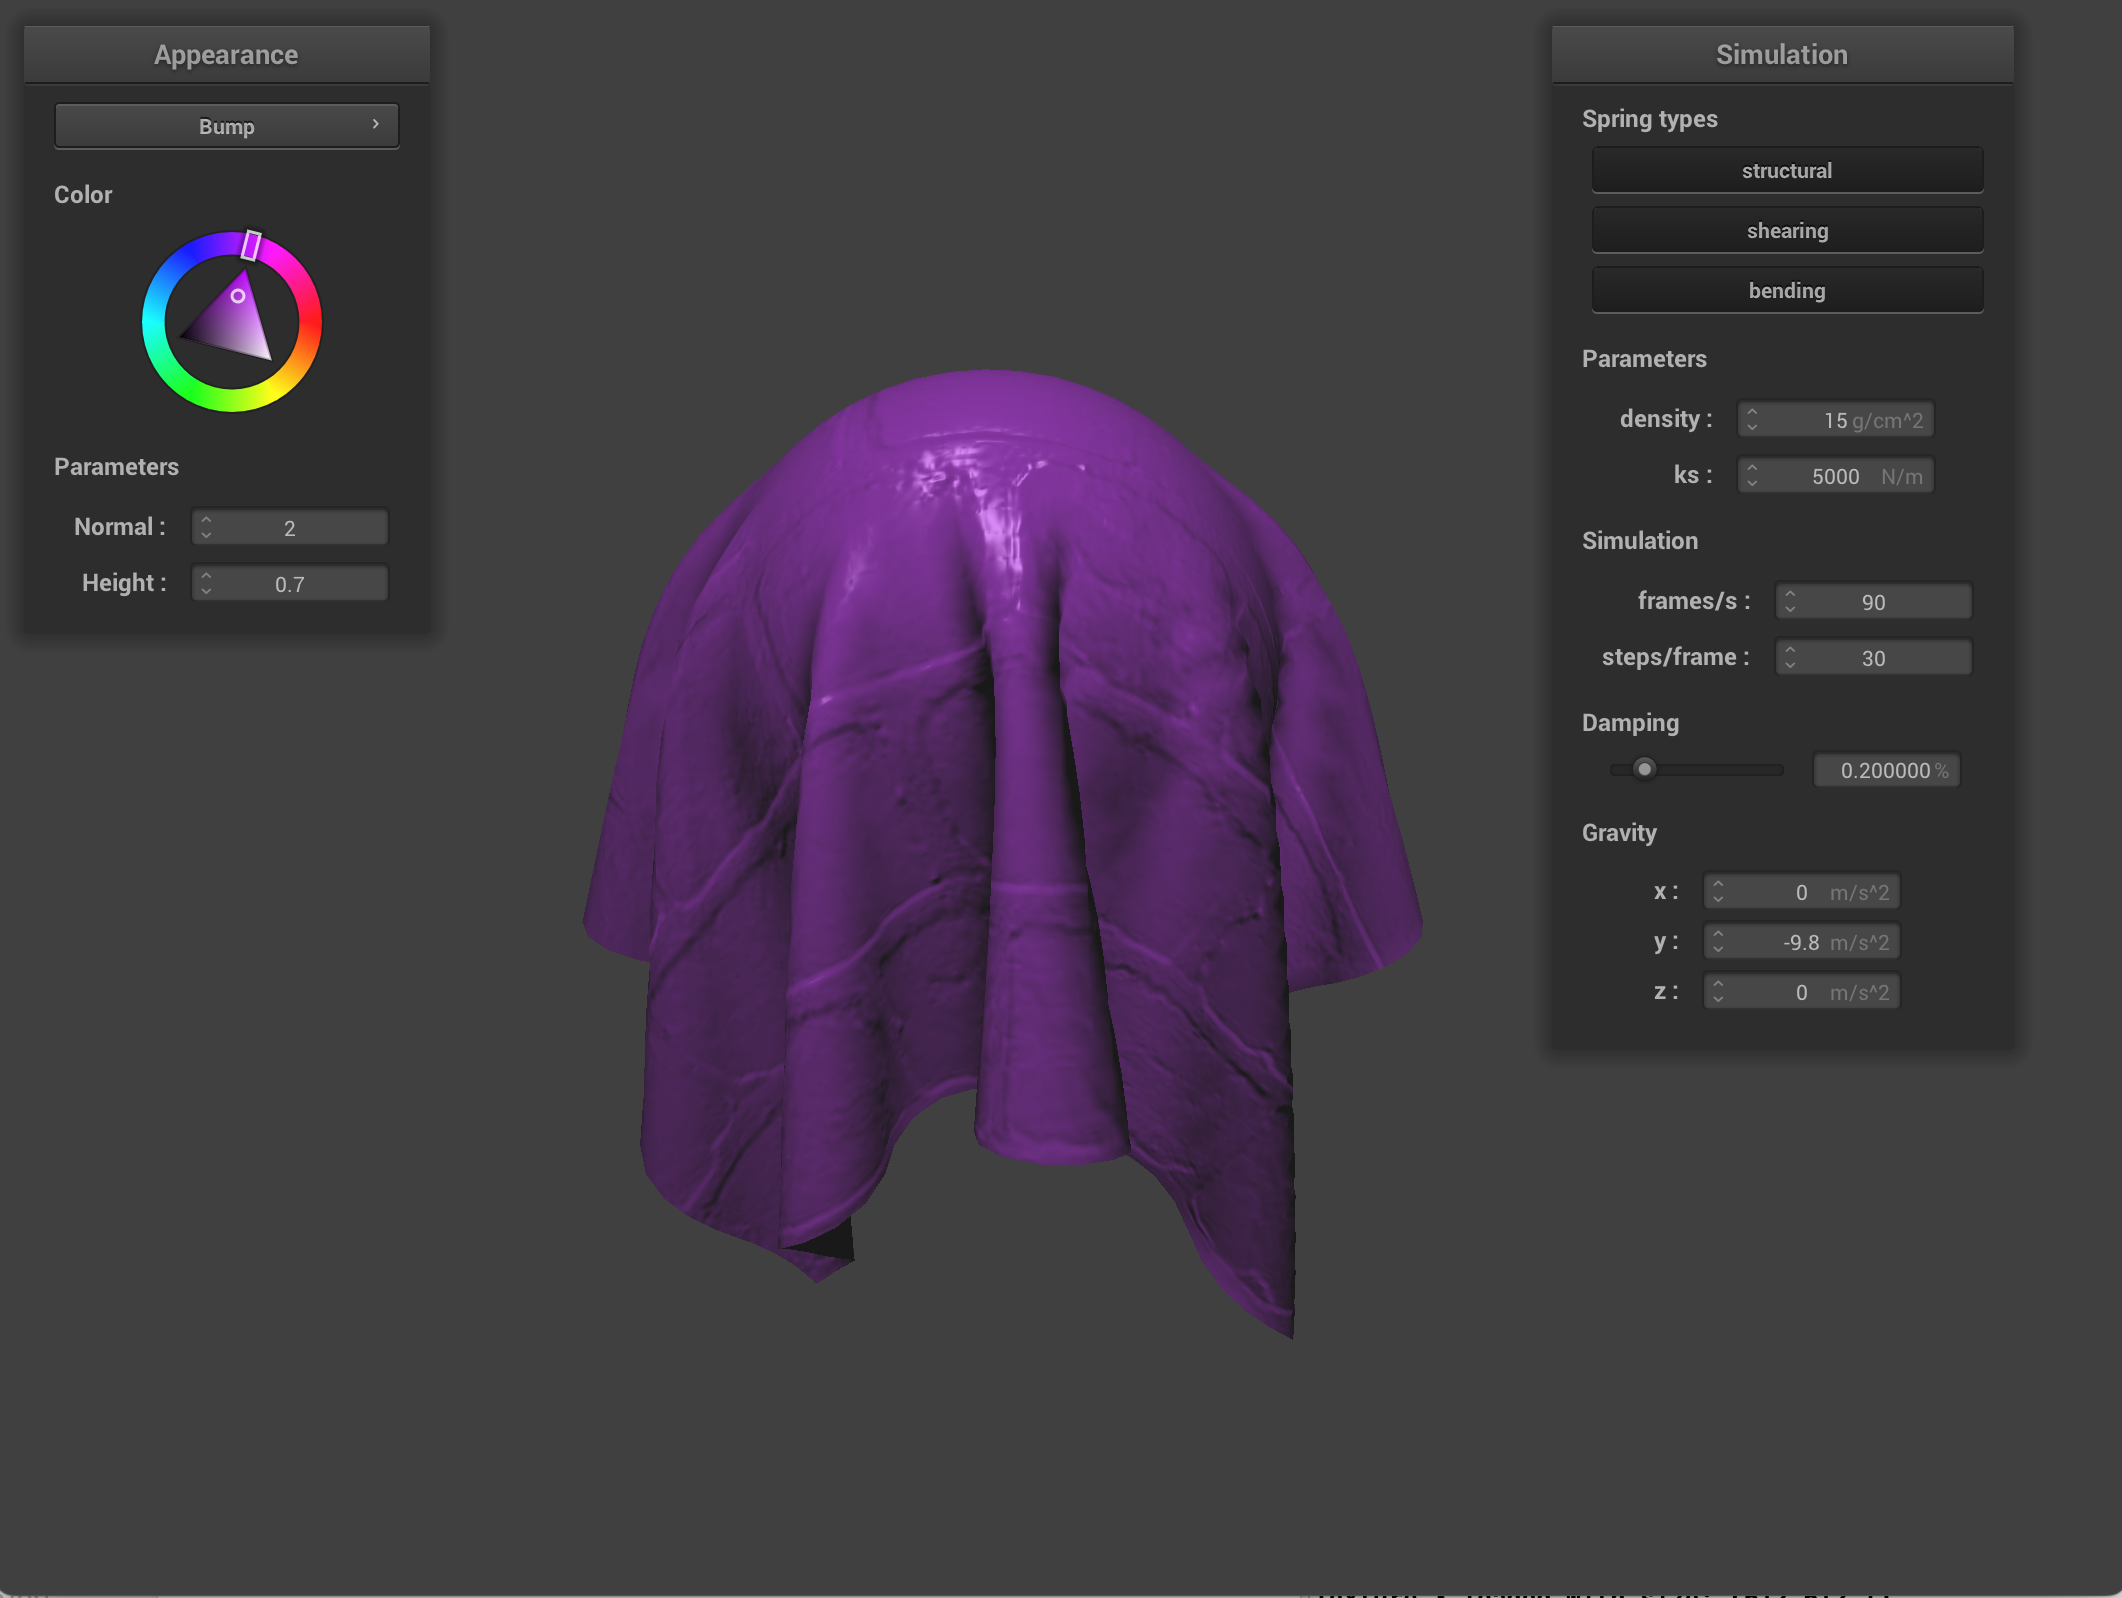 Appearance
Bump
Color
Parameters
Normal : 2
Height : 0.7
Simulation
Spring types
structural
shearing
bending
Parameters
density : 15 g/cm^2
ks : 5000 N/m
Simulation
frames/s : 90
steps/frame : 30
Damping
0.200000 %
Gravity
x : 0 m/s^2
y : -9.8 m/s^2
z : 0 m/s^2